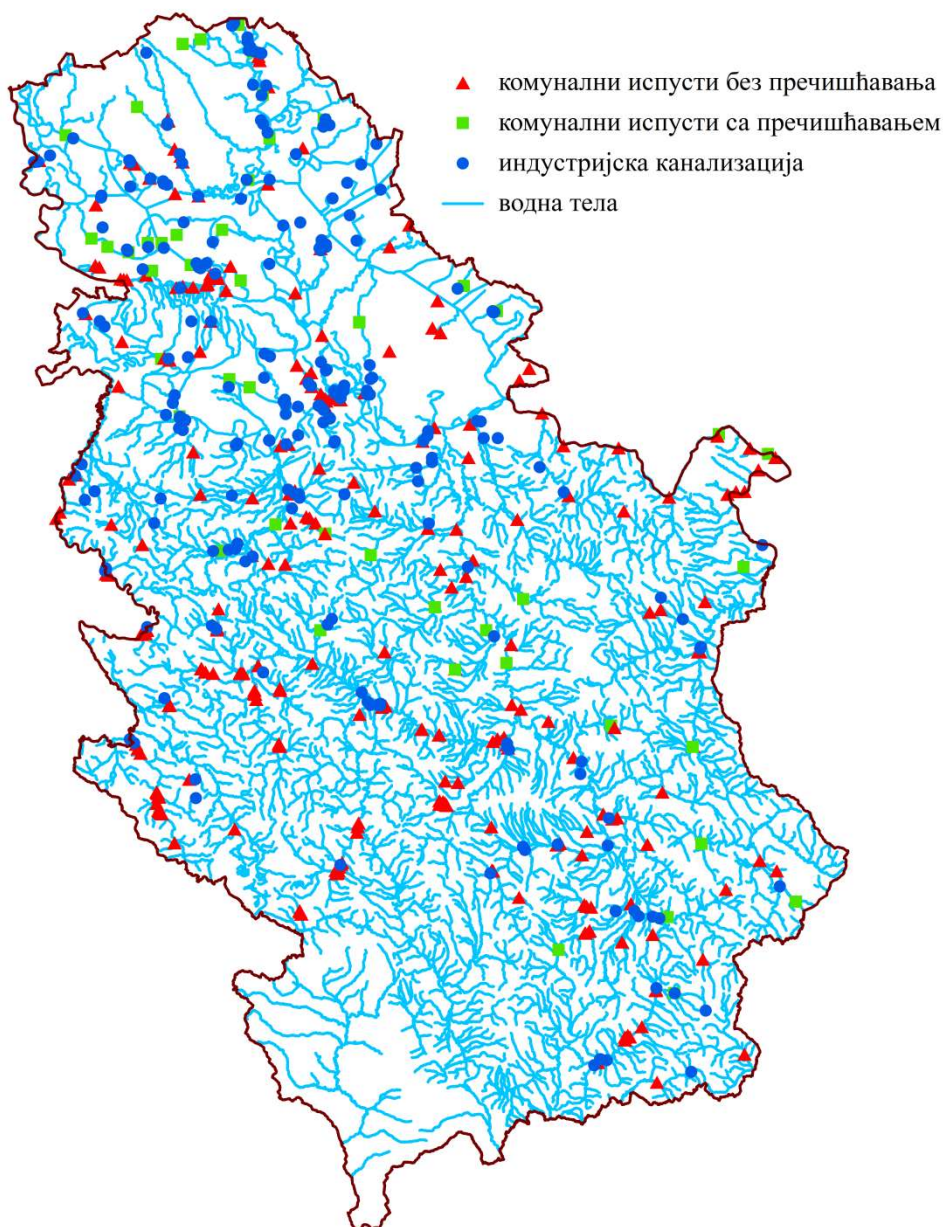 комунални испусти без пречишћавања
комунални испусти са пречишћавањем
индустријска канализација
водна тела